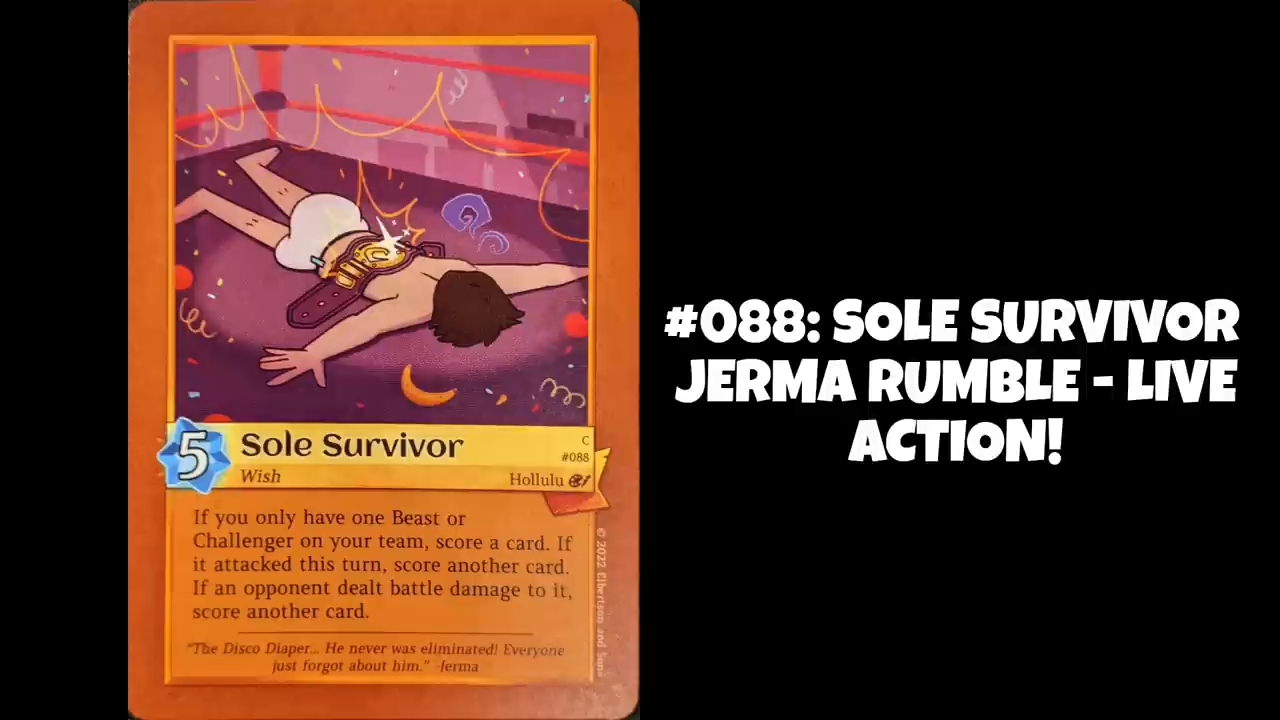 5
Sole Survivor
C
#088
Wish
Hollulu
If you only have one Beast or
Challenger on your team, score a card. If
it attacked this turn, score another card.
If an opponent dealt battle damage to it,
score another card.
"The Disco Diaper... He never was eliminated! Everyone
just forgot about him." -Jerma
© 2022 Elbertson and Sons
#088: SOLE SURVIVOR
JERMA RUMBLE - LIVE
ACTION!